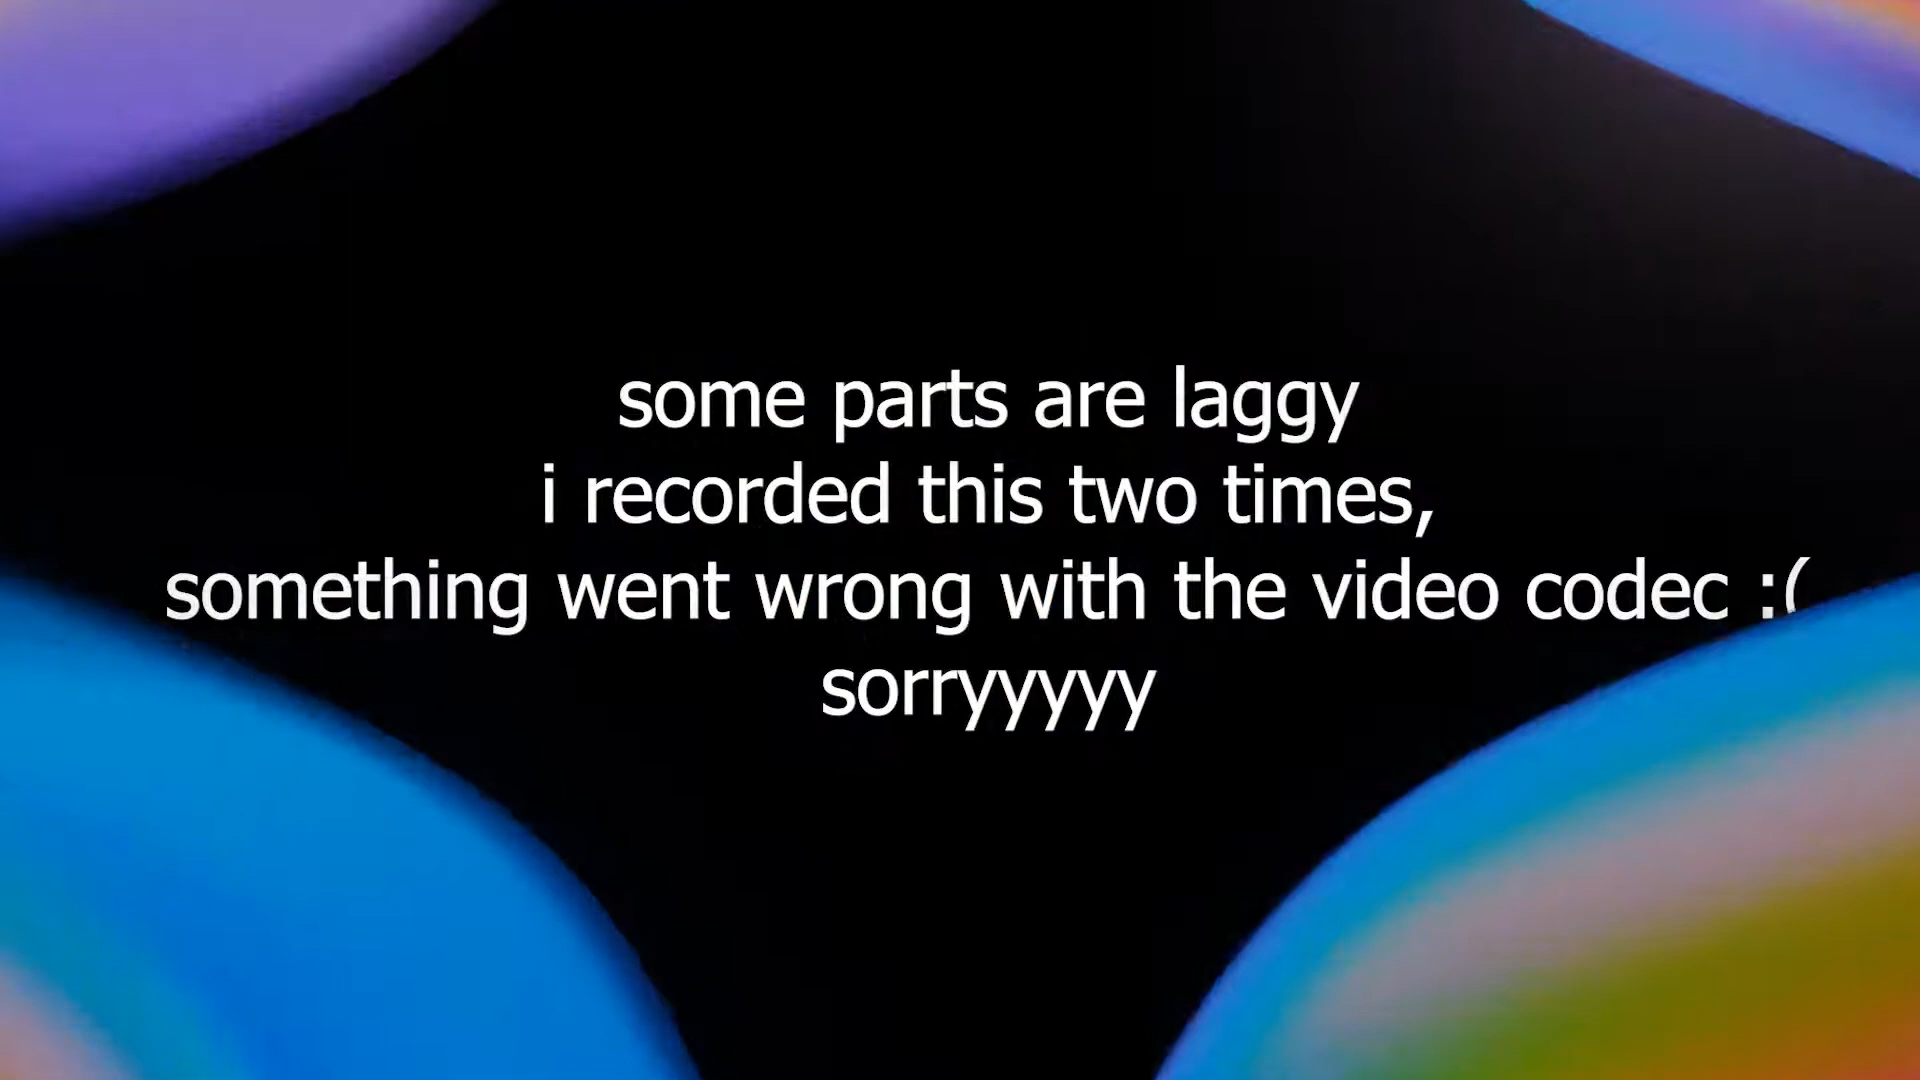 some parts are laggy
i recorded this two times,
something went wrong with the video codec :(
sorryyyyy